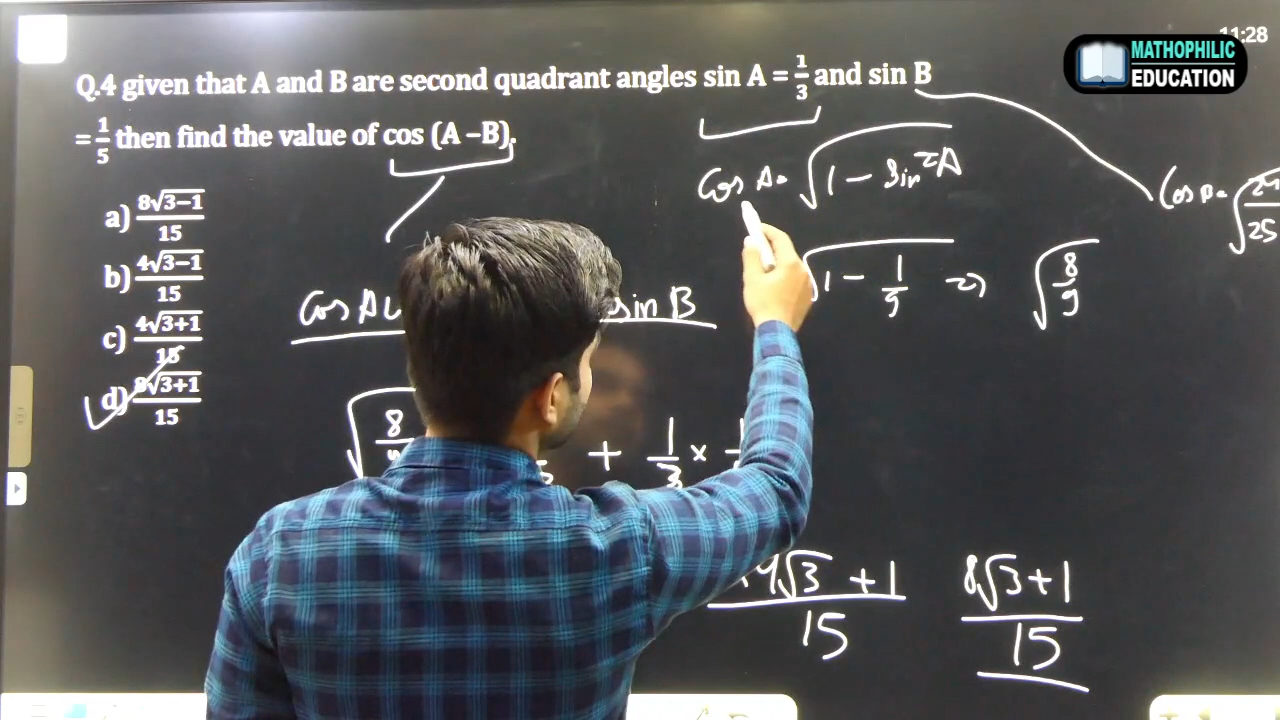 11:28
MATHOPHILIC
EDUCATION
Q.4 given that A and B are second quadrant angles sin A = 1/3 and sin B
= 1/5 then find the value of cos (A –B).
a) 8√3−1/15
b) 4√3−1/15
c) 4√3+1/15
d) 8√3+1/15
Cos A = √1 – Sin²A
Cos B = √24/25
√1 – 1/9 => √8/9
Cos A
sin B
√8
+ 1/3 ×
4√3 + 1/15
8√3+1/15